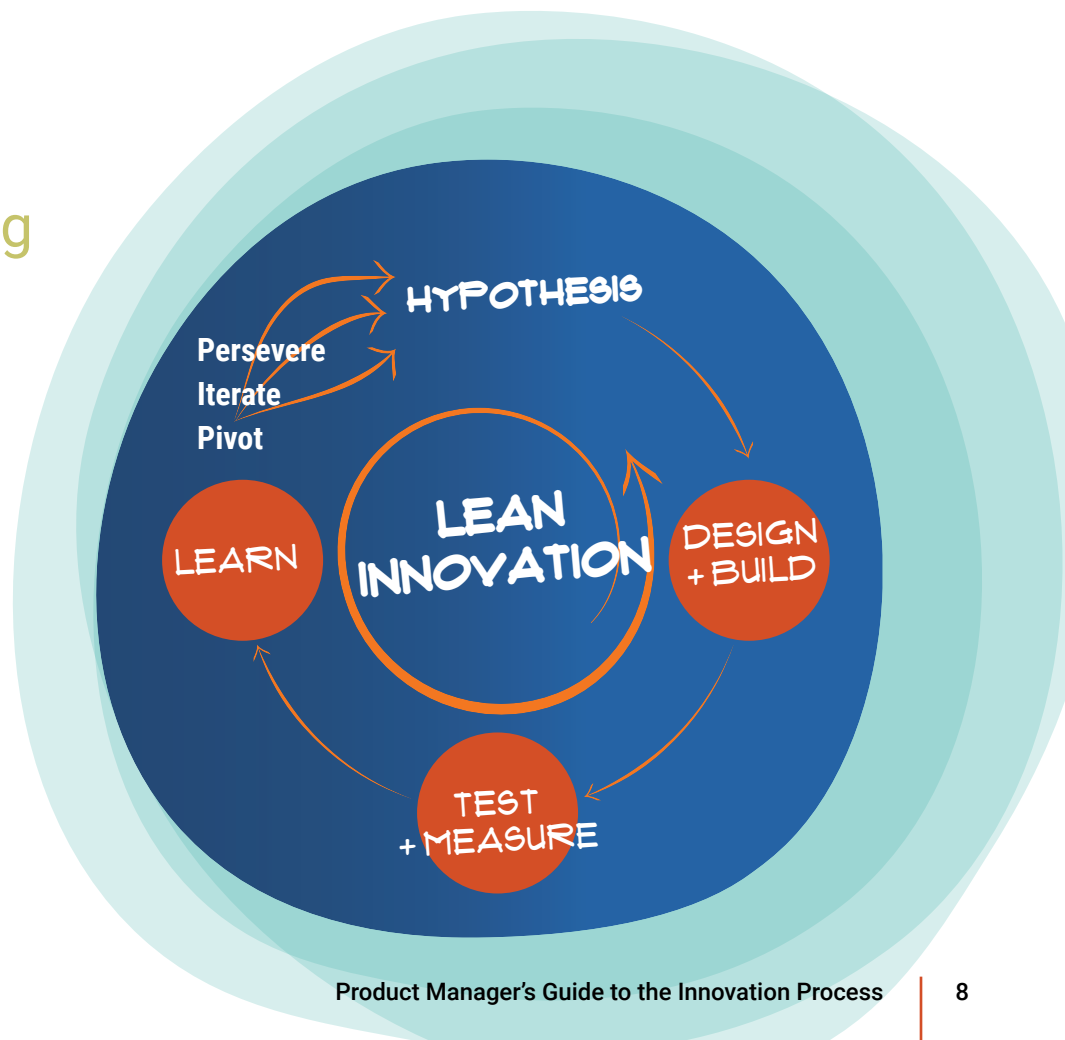 g
HYPOTHESIS
Persevere
Iterate
Pivot
LEAN
INNOVATION
DESIGN
+ BUILD
LEARN
TEST
+ MEASURE
Product Manager's Guide to the Innovation Process
8